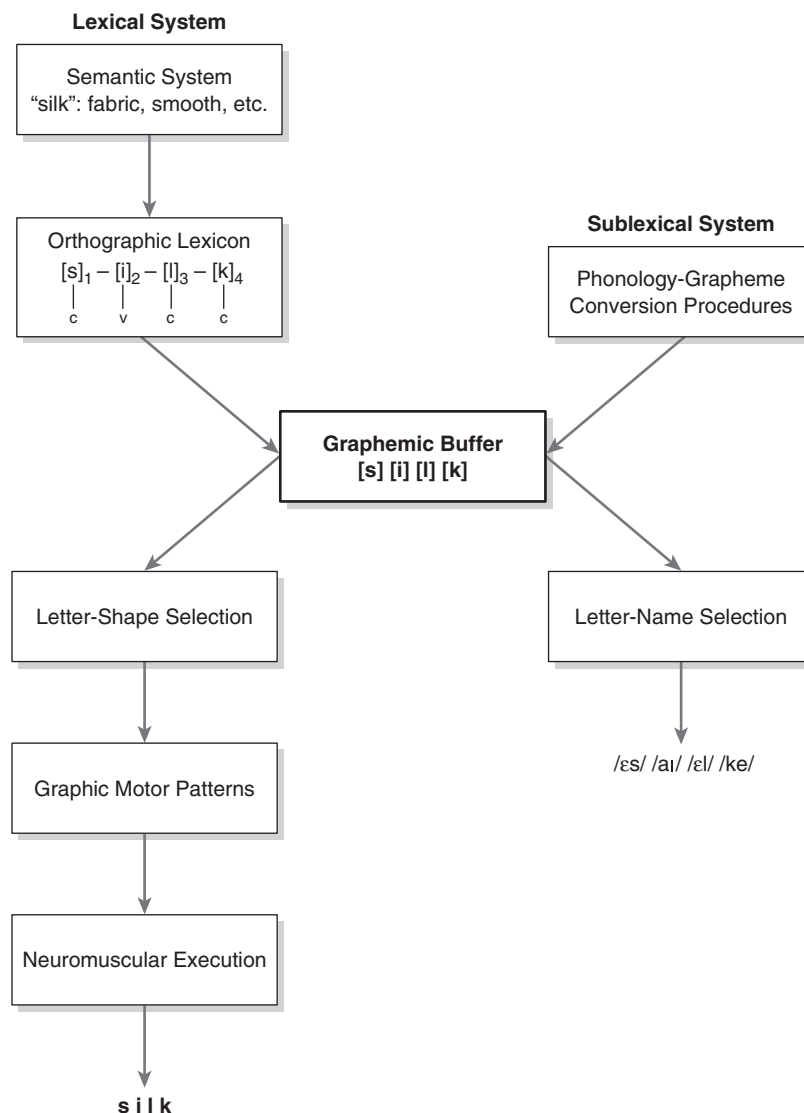 Lexical System
Semantic System
“silk”: fabric, smooth, etc.
Orthographic Lexicon
[s]1 – [i]2 – [l]3 – [k]4
c v c c
Sublexical System
Phonology-Grapheme
Conversion Procedures
Graphemic Buffer
[s] [i] [l] [k]
Letter-Shape Selection
Letter-Name Selection
Graphic Motor Patterns
/ɛs/ /aɪ/ /ɛl/ /ke/
Neuromuscular Execution
s i l k